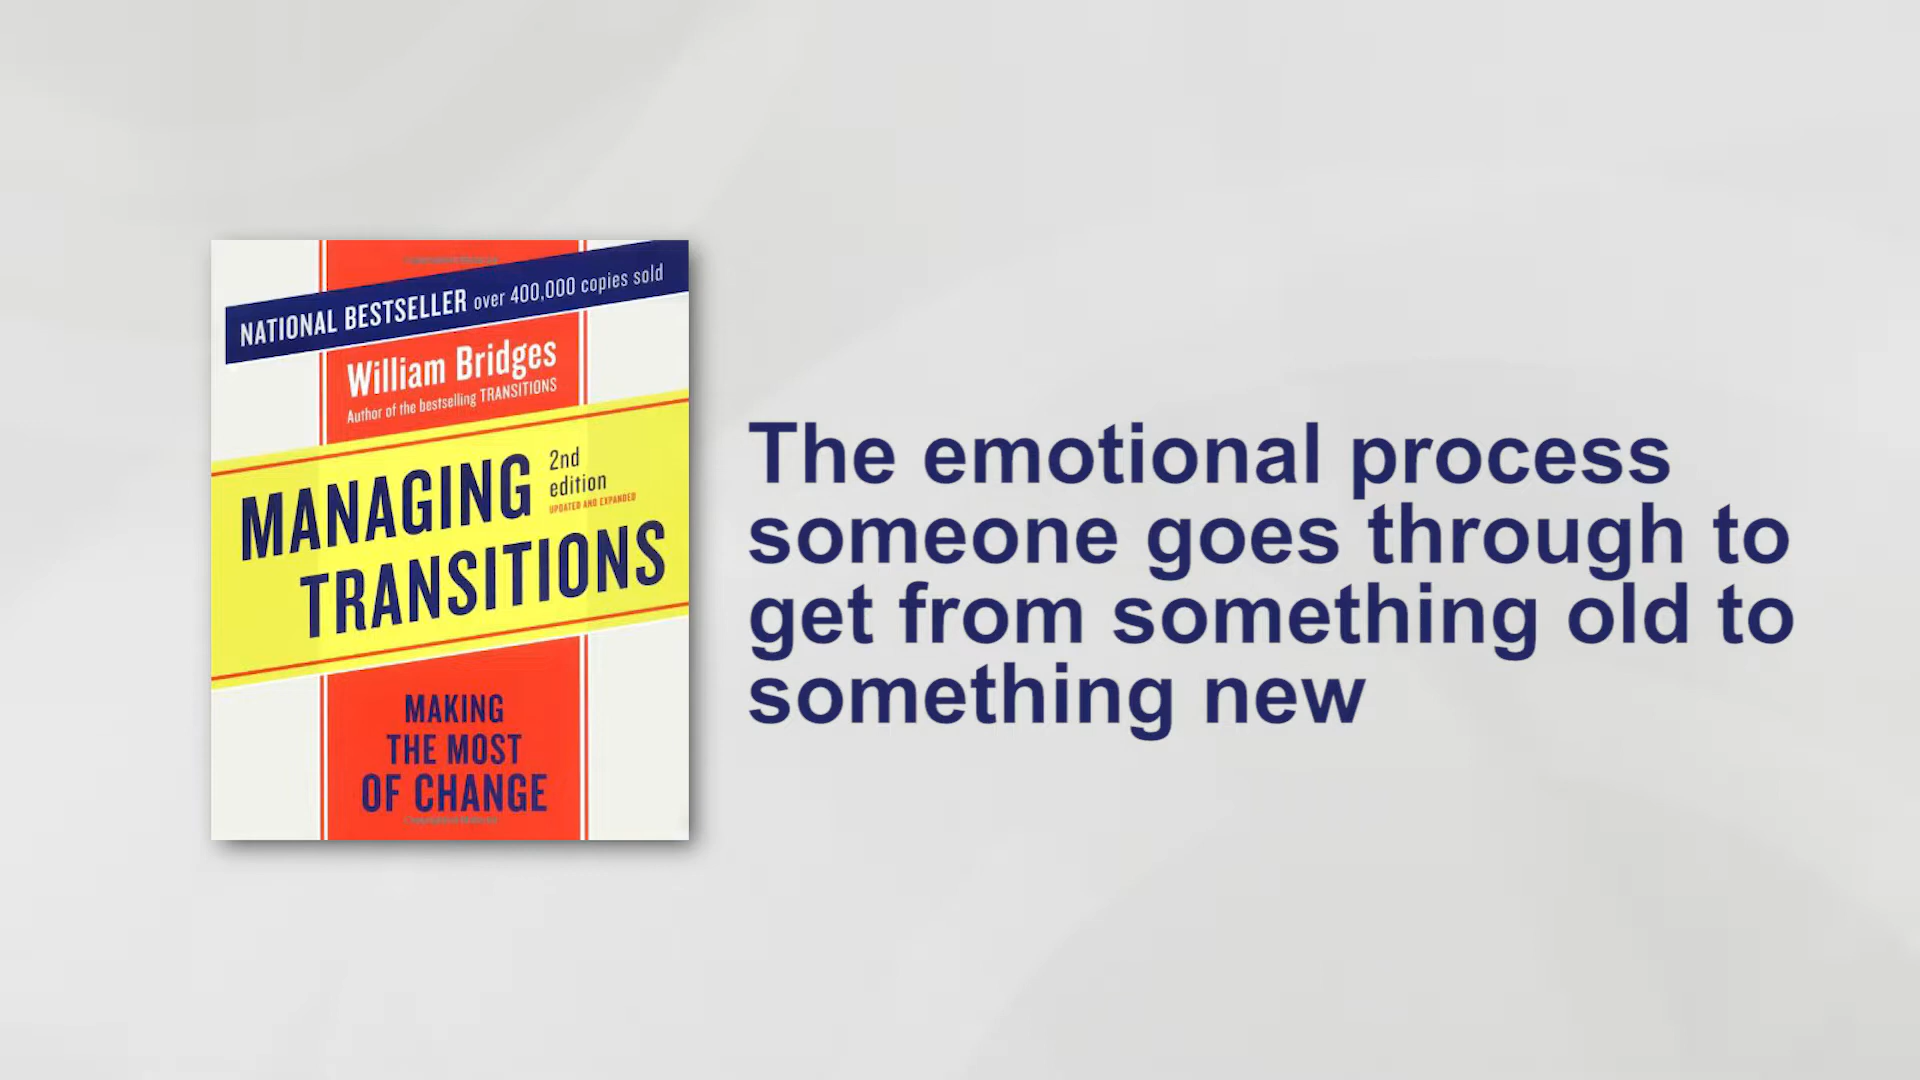 NATIONAL BESTSELLER over 400,000 copies sold
William Bridges
Author of the bestselling TRANSITIONS
MANAGING
2nd
edition
UPDATED AND EXPANDED
TRANSITIONS
MAKING
THE MOST
OF CHANGE
The emotional process
someone goes through to
get from something old to
something new